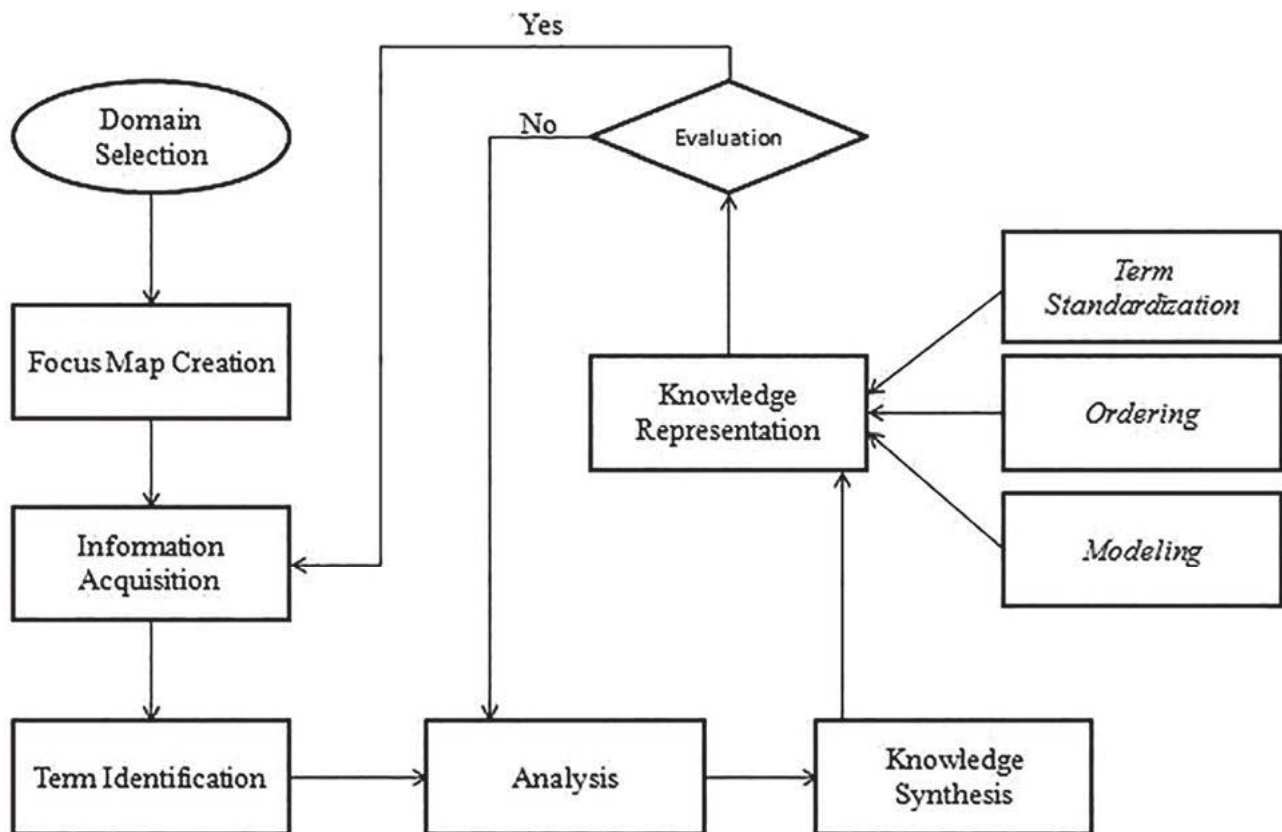 Yes
Domain
Selection
No
Evaluation
Term
Standardization
Focus Map Creation
Knowledge
Representation
Ordering
Information
Acquisition
Modeling
Term Identification
Analysis
Knowledge
Synthesis